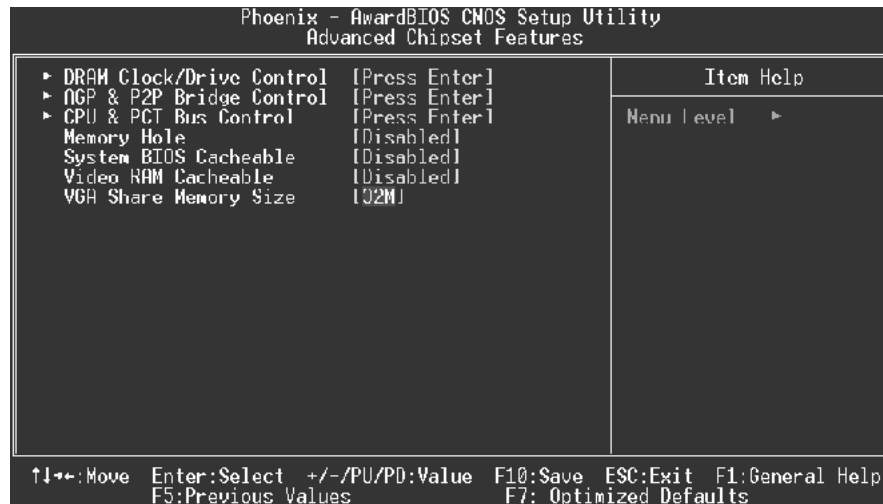 Phoenix - AwardBIOS CMOS Setup Utility
Advanced Chipset Features
▸ DRAM Clock/Drive Control [Press Enter]
▸ AGP & P2P Bridge Control [Press Enter]
▸ CPU & PCI Bus Control [Press Enter]
Memory Hole [Disabled]
System BIOS Cacheable [Disabled]
Video RAM Cacheable [Disabled]
VGA Share Memory Size [32M]
Item Help
Menu Level ▸
↑↓→←:Move Enter:Select +/-/PU/PD:Value F10:Save ESC:Exit F1:General Help
F5:Previous Values F7: Optimized Defaults